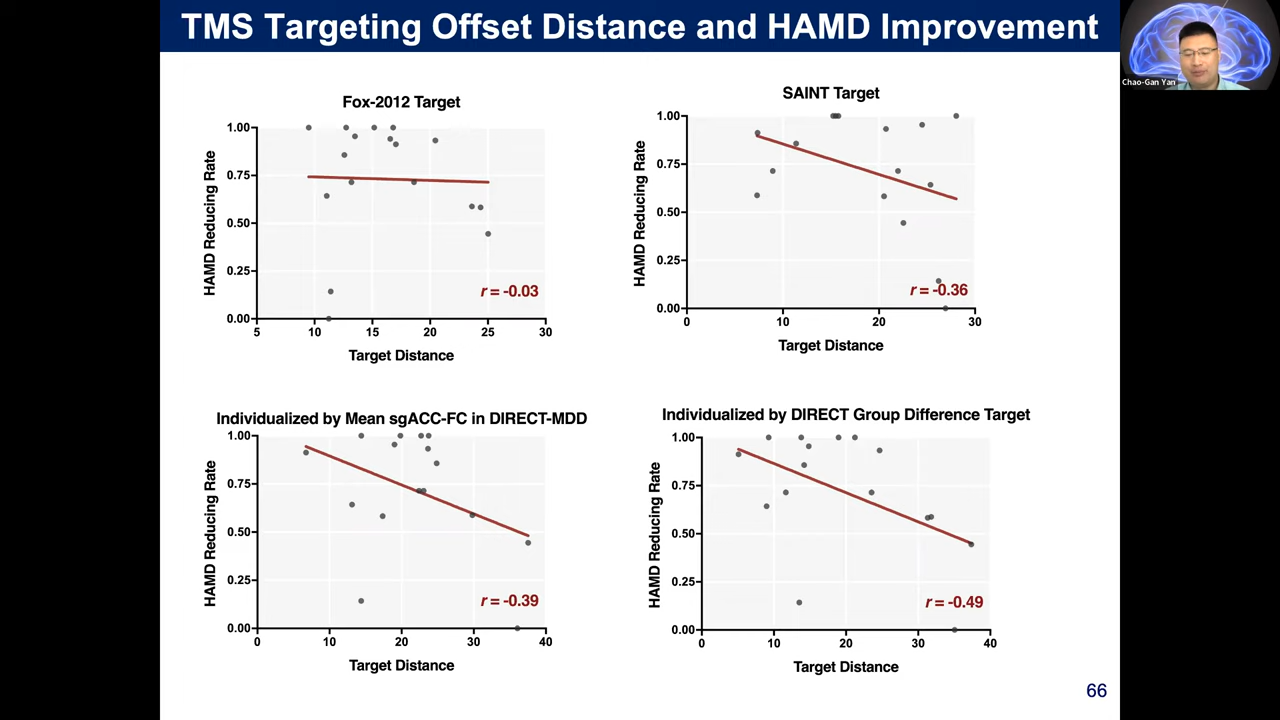 TMS Targeting Offset Distance and HAMD Improvement
Chao-Gan Yan
Fox-2012 Target
HAMD Reducing Rate
1.00
0.75
0.50
0.25
0.00
5 10 15 20 25 30
r = -0.03
Target Distance
SAINT Target
HAMD Reducing Rate
1.00
0.75
0.50
0.25
0.00
0 10 20 30
r = -0.36
Target Distance
Individualized by Mean sgACC-FC in DIRECT-MDD
HAMD Reducing Rate
1.00
0.75
0.50
0.25
0.00
0 10 20 30 40
r = -0.39
Target Distance
Individualized by DIRECT Group Difference Target
HAMD Reducing Rate
1.00
0.75
0.50
0.25
0.00
0 10 20 30 40
r = -0.49
Target Distance
66